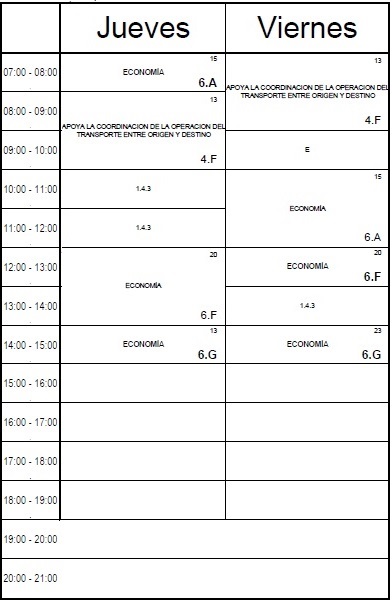 Jueves Viernes
07:00 - 08:00
15
ECONOMÍA
6.A
13
APOYA LA COORDINACION DE LA OPERACION DEL
TRANSPORTE ENTRE ORIGEN Y DESTINO
4.F
08:00 - 09:00
13
APOYA LA COORDINACION DE LA OPERACION DEL
TRANSPORTE ENTRE ORIGEN Y DESTINO
4.F
09:00 - 10:00
E
10:00 - 11:00
1.4.3
15
ECONOMÍA
6.A
11:00 - 12:00
1.4.3
12:00 - 13:00
20
ECONOMÍA
6.F
20
ECONOMÍA
6.F
13:00 - 14:00
1.4.3
14:00 - 15:00
13
ECONOMÍA
6.G
23
ECONOMÍA
6.G
15:00 - 16:00
16:00 - 17:00
17:00 - 18:00
18:00 - 19:00
19:00 - 20:00
20:00 - 21:00